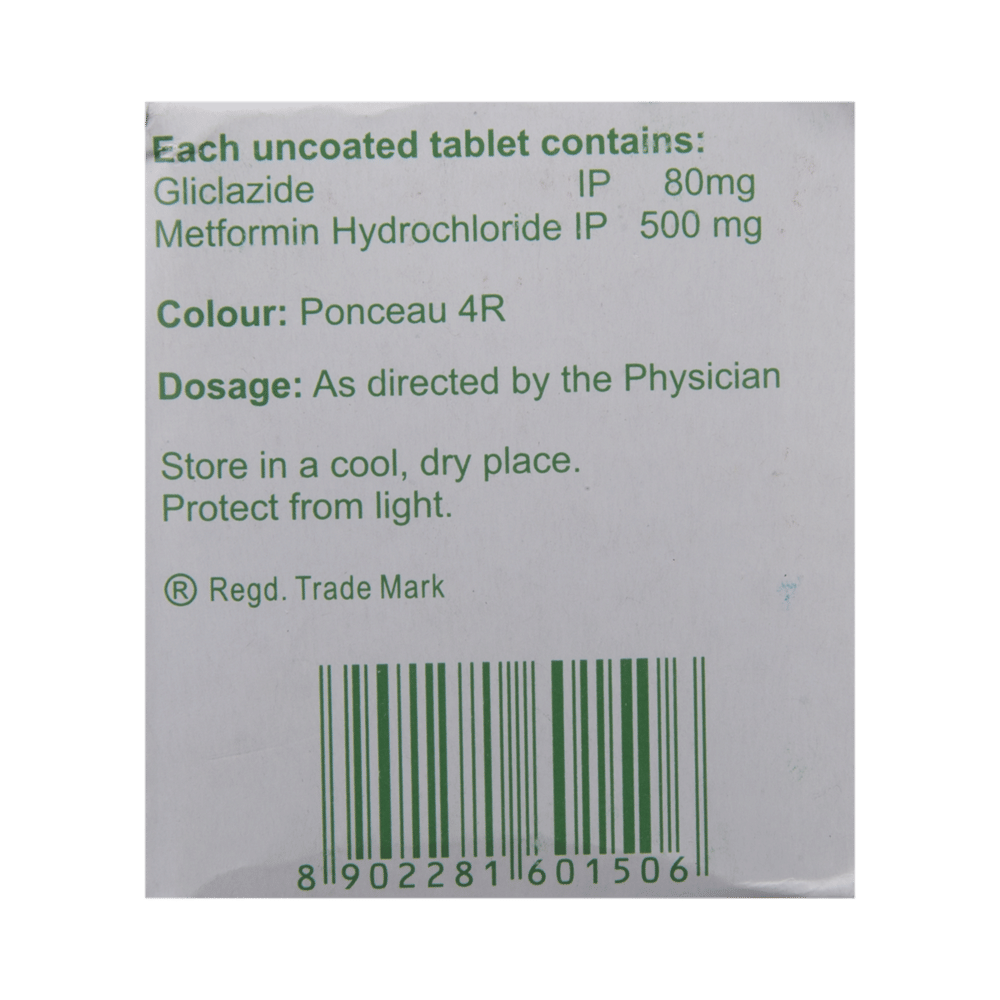 Each uncoated tablet contains:
Gliclazide IP 80mg
Metformin Hydrochloride IP 500 mg
Colour: Ponceau 4R
Dosage: As directed by the Physician
Store in a cool, dry place.
Protect from light.
® Regd. Trade Mark
8 902281 601506